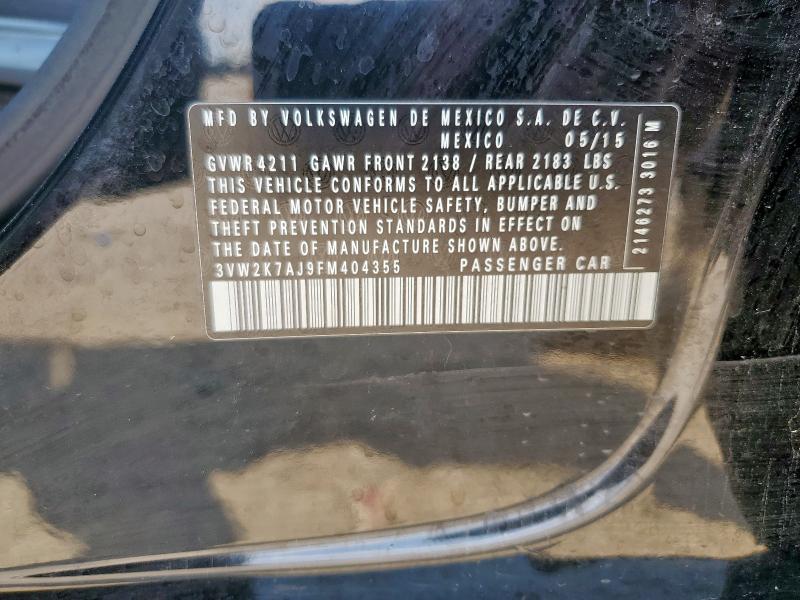 MFD BY VOLKSWAGEN DE MEXICO S.A. DE C.V.
MEXICO 05/15
GVWR 4211 GAWR FRONT 2138 / REAR 2183 LBS
THIS VEHICLE CONFORMS TO ALL APPLICABLE U.S.
FEDERAL MOTOR VEHICLE SAFETY, BUMPER AND
THEFT PREVENTION STANDARDS IN EFFECT ON
THE DATE OF MANUFACTURE SHOWN ABOVE.
3VW2K7AJ9FM404355 PASSENGER CAR
2146273 3016 M